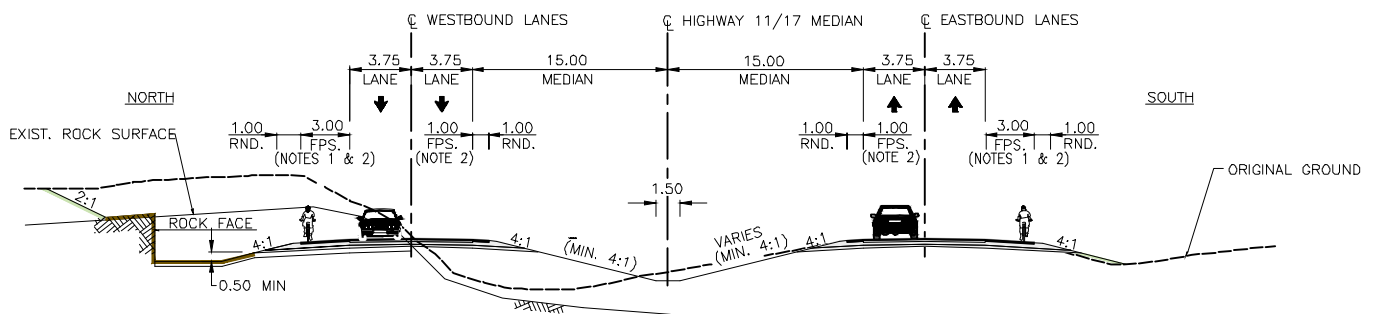 ℄ WESTBOUND LANES
℄ HIGHWAY 11/17 MEDIAN
℄ EASTBOUND LANES
3.75 3.75 15.00 15.00 3.75 3.75
LANE LANE MEDIAN MEDIAN LANE LANE
NORTH
SOUTH
EXIST. ROCK SURFACE
1.00 3.00 1.00 1.00 1.00 1.00 3.00 1.00
RND. FPS. FPS. RND. RND. FPS. FPS. RND.
(NOTES 1 & 2) (NOTE 2) (NOTE 2) (NOTES 1 & 2)
ORIGINAL GROUND
2:1
1.50
ROCK FACE
4:1
4:1
(MIN. 4:1)
VARIES
(MIN. 4:1)
4:1
4:1
0.50 MIN